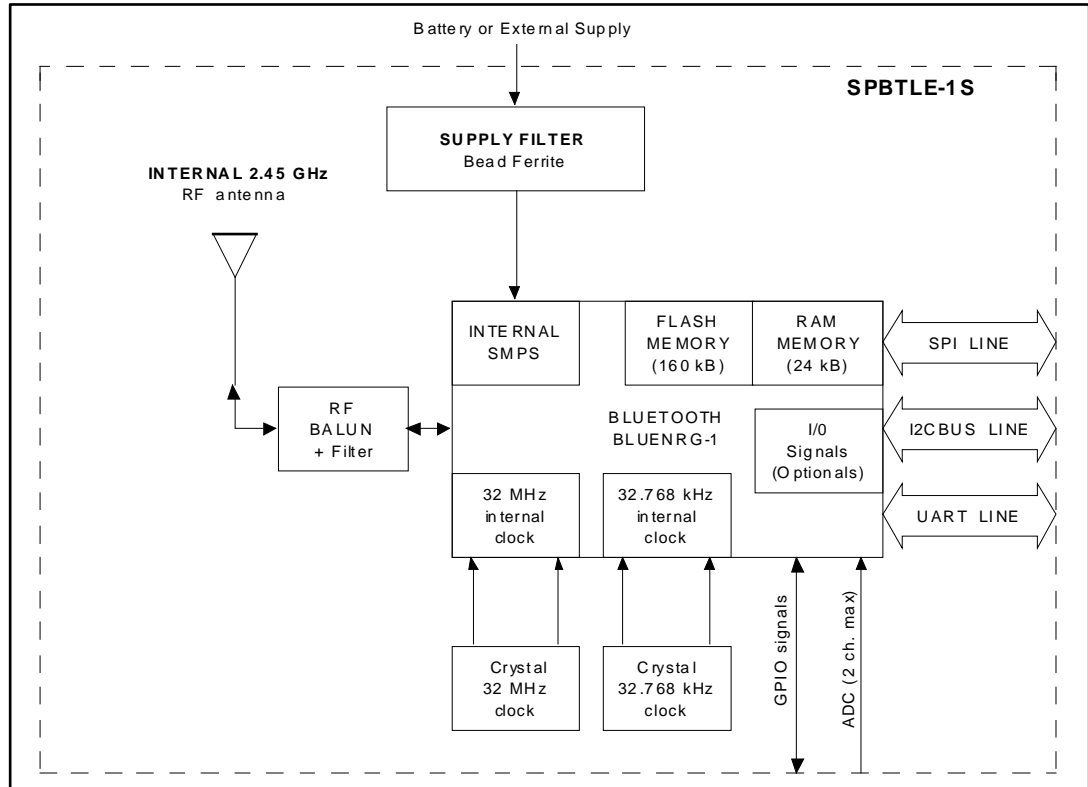 Battery or External Supply
SPBTLE-1S
SUPPLY FILTER
Bead Ferrite
INTERNAL 2.45 GHz
RF antenna
INTERNAL
SMPS
FLASH
MEMORY
(160 kB)
RAM
MEMORY
(24 kB)
SPI LINE
RF
BALUN
+ Filter
BLUETOOTH
BLUENRG-1
I/0
Signals
(Optionals)
I2CBUS LINE
32 MHz
internal
clock
32.768 kHz
internal
clock
UART LINE
Crystal
32 MHz
clock
Crystal
32.768 kHz
clock
GPIO signals
ADC (2 ch. max)